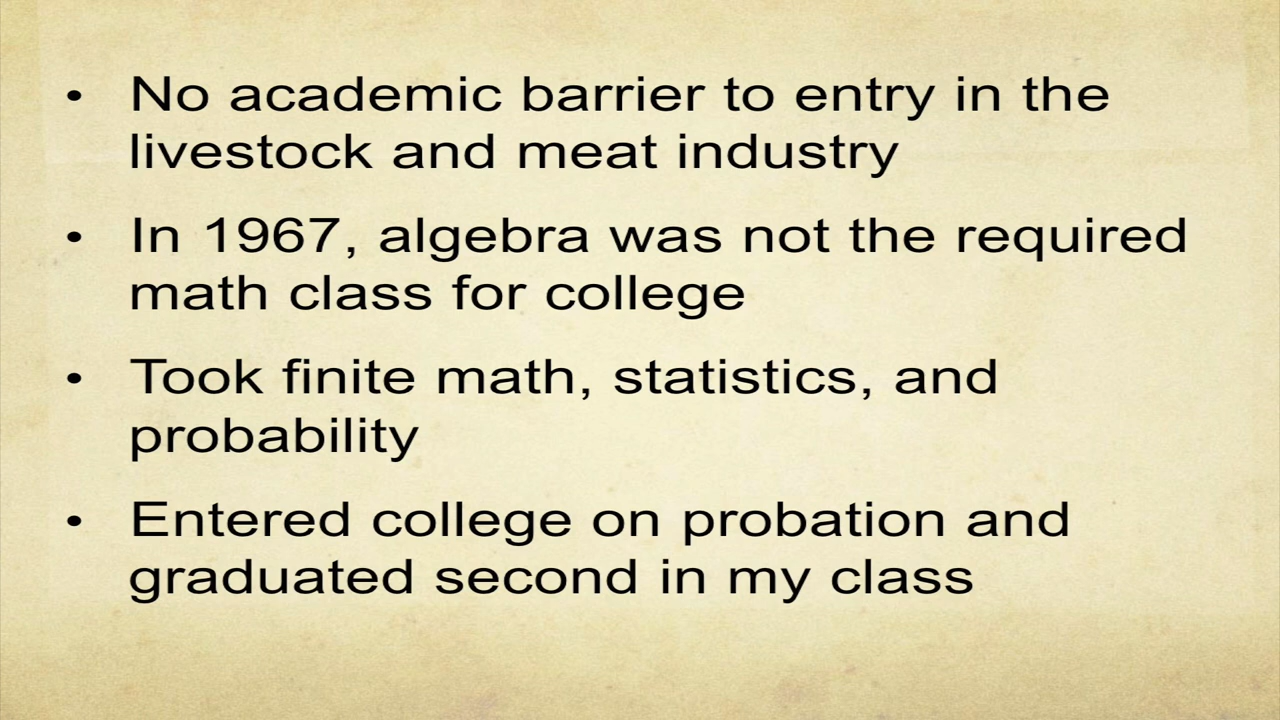 • No academic barrier to entry in the
livestock and meat industry
• In 1967, algebra was not the required
math class for college
• Took finite math, statistics, and
probability
• Entered college on probation and
graduated second in my class